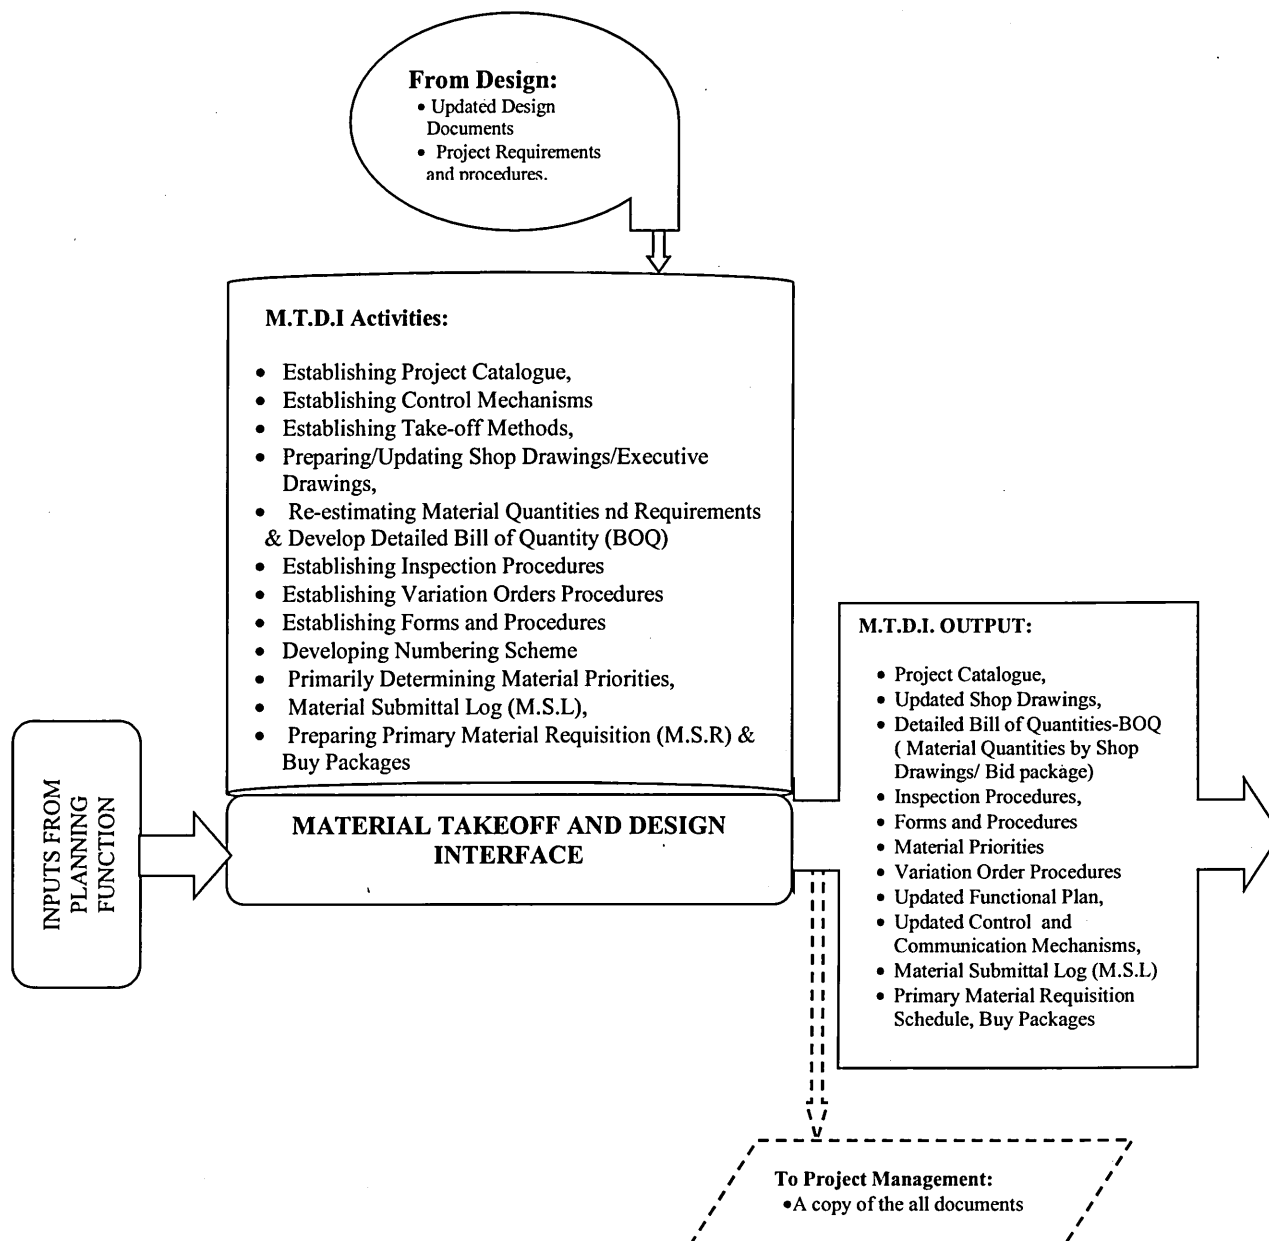 From Design:
• Updated Design
Documents
• Project Requirements
and procedures.
M.T.D.I Activities:
• Establishing Project Catalogue,
• Establishing Control Mechanisms
• Establishing Take-off Methods,
• Preparing/Updating Shop Drawings/Executive
Drawings,
• Re-estimating Material Quantities nd Requirements
& Develop Detailed Bill of Quantity (BOQ)
• Establishing Inspection Procedures
• Establishing Variation Orders Procedures
• Establishing Forms and Procedures
• Developing Numbering Scheme
• Primarily Determining Material Priorities,
• Material Submittal Log (M.S.L),
• Preparing Primary Material Requisition (M.S.R) &
Buy Packages
INPUTS FROM
PLANNING
FUNCTION
MATERIAL TAKEOFF AND DESIGN
INTERFACE
M.T.D.I. OUTPUT:
• Project Catalogue,
• Updated Shop Drawings,
• Detailed Bill of Quantities-BOQ
( Material Quantities by Shop
Drawings/ Bid package)
• Inspection Procedures,
• Forms and Procedures
• Material Priorities
• Variation Order Procedures
• Updated Functional Plan,
• Updated Control and
Communication Mechanisms,
• Material Submittal Log (M.S.L)
• Primary Material Requisition
Schedule, Buy Packages
To Project Management:
•A copy of the all documents